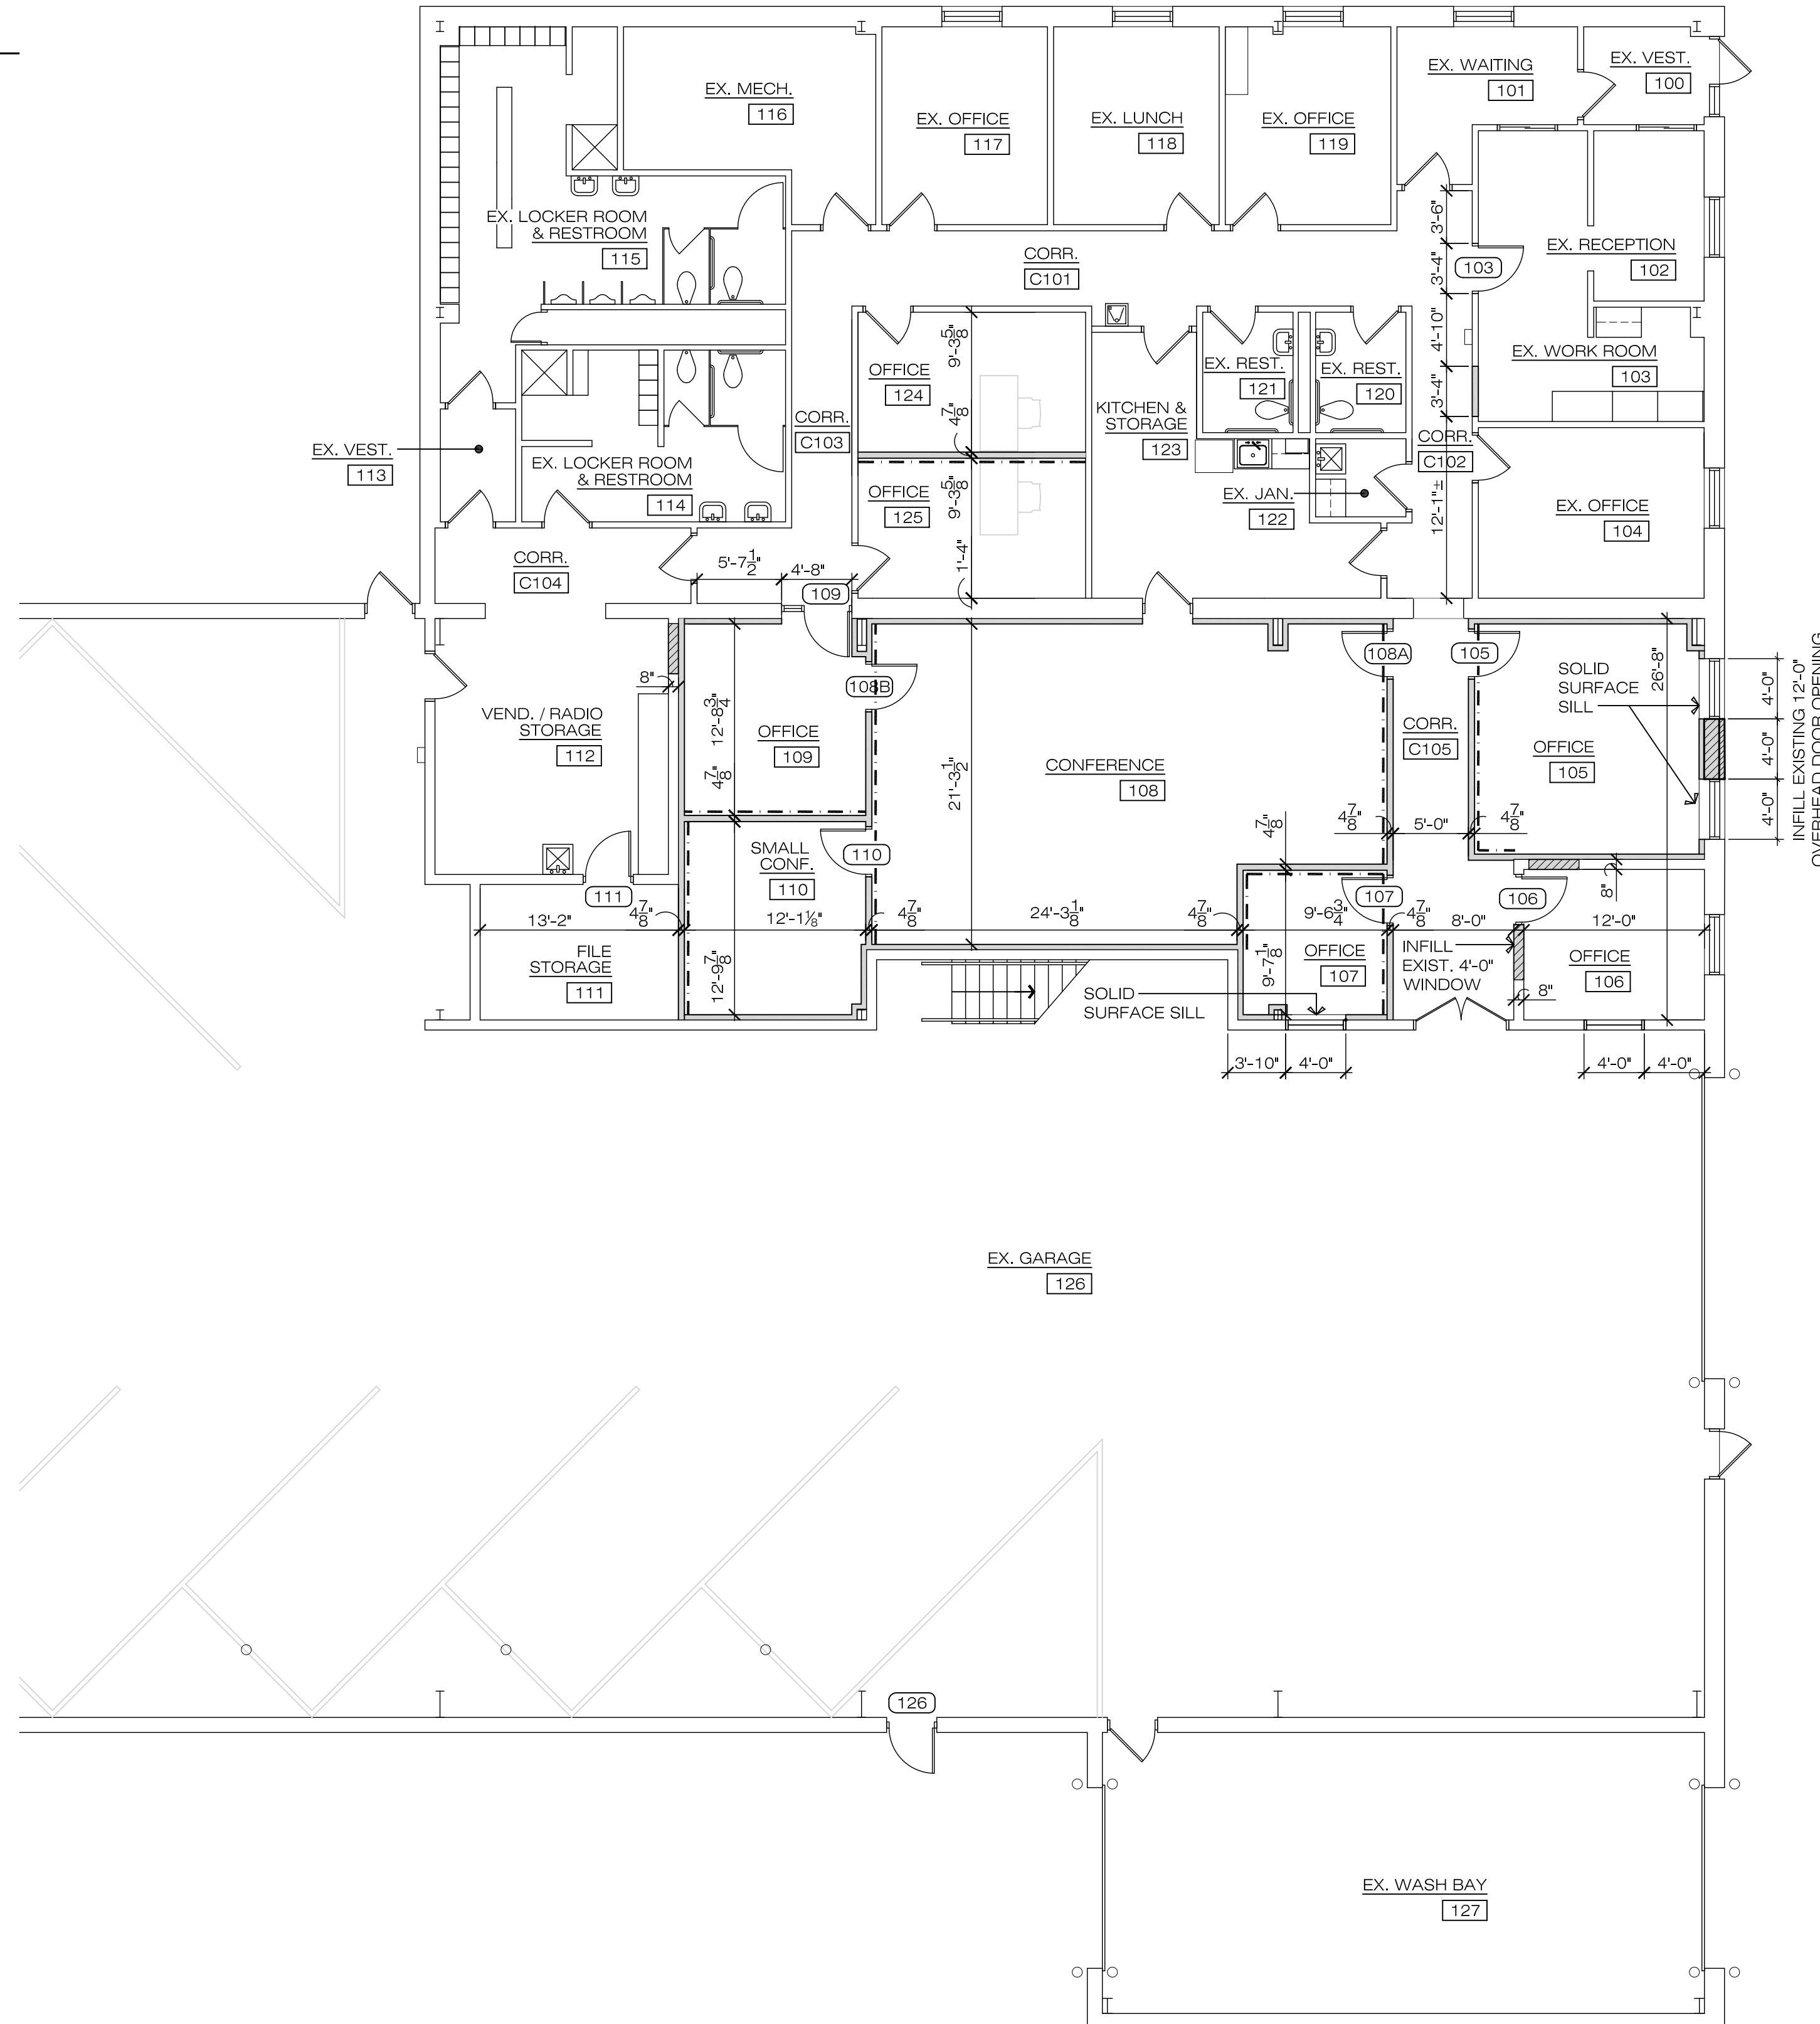 EX. MECH.
116
EX. OFFICE
117
EX. LUNCH
118
EX. OFFICE
119
EX. WAITING
101
EX. VEST.
100
EX. LOCKER ROOM
& RESTROOM
115
CORR.
C101
3'-6"
3'-4"
4'-10"
3'-4"
12'-1"±
103
EX. RECEPTION
102
EX. WORK ROOM
103
OFFICE
124
9'-3 5/8"
4 7/8"
OFFICE
125
9'-3 5/8"
1'-4"
EX. REST.
121
EX. REST.
120
KITCHEN &
STORAGE
123
CORR.
C103
CORR.
C102
EX. VEST.
113
EX. LOCKER ROOM
& RESTROOM
114
EX. JAN.
122
EX. OFFICE
104
CORR.
C104
5'-7 1/2"
4'-8"
109
108A
105
108B
8"
VEND. / RADIO
STORAGE
112
12'-8 3/4"
4 7/8"
OFFICE
109
21'-3 1/2"
CONFERENCE
108
CORR.
C105
SOLID
SURFACE
SILL
26'-8"
OFFICE
105
4'-0"
4'-0"
4'-0"
INFILL EXISTING 12'-0"
OVERHEAD DOOR OPENING
4 7/8"
4 7/8"
5'-0"
4 7/8"
SMALL
CONF.
110
110
111
107
106
8"
13'-2"
4 7/8"
12'-1 1/8"
4 7/8"
24'-3 1/8"
4 7/8"
9'-6 3/4"
4 7/8"
8'-0"
12'-0"
FILE
STORAGE
111
12'-9 7/8"
9'-7 1/8"
OFFICE
107
INFILL
EXIST. 4'-0"
WINDOW
OFFICE
106
8"
SOLID
SURFACE SILL
3'-10"
4'-0"
4'-0"
4'-0"
EX. GARAGE
126
126
EX. WASH BAY
127